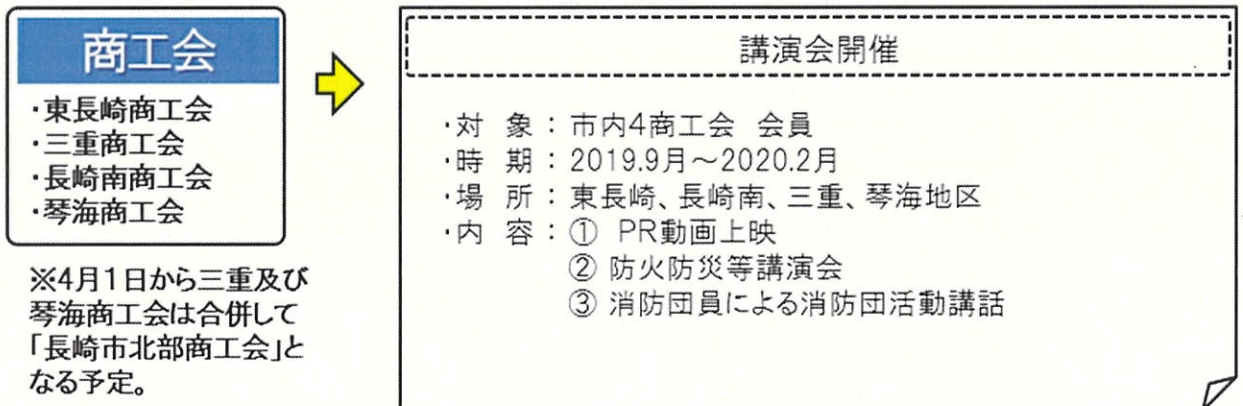 商工会
・東長崎商工会
・三重商工会
・長崎南商工会
・琴海商工会
※4月1日から三重及び
琴海商工会は合併して
「長崎市北部商工会」と
なる予定。
講演会開催
・対　象：市内4商工会　会員
・時　期：2019.9月～2020.2月
・場　所：東長崎、長崎南、三重、琴海地区
・内　容：① PR動画上映
② 防火防災等講演会
③ 消防団員による消防団活動講話